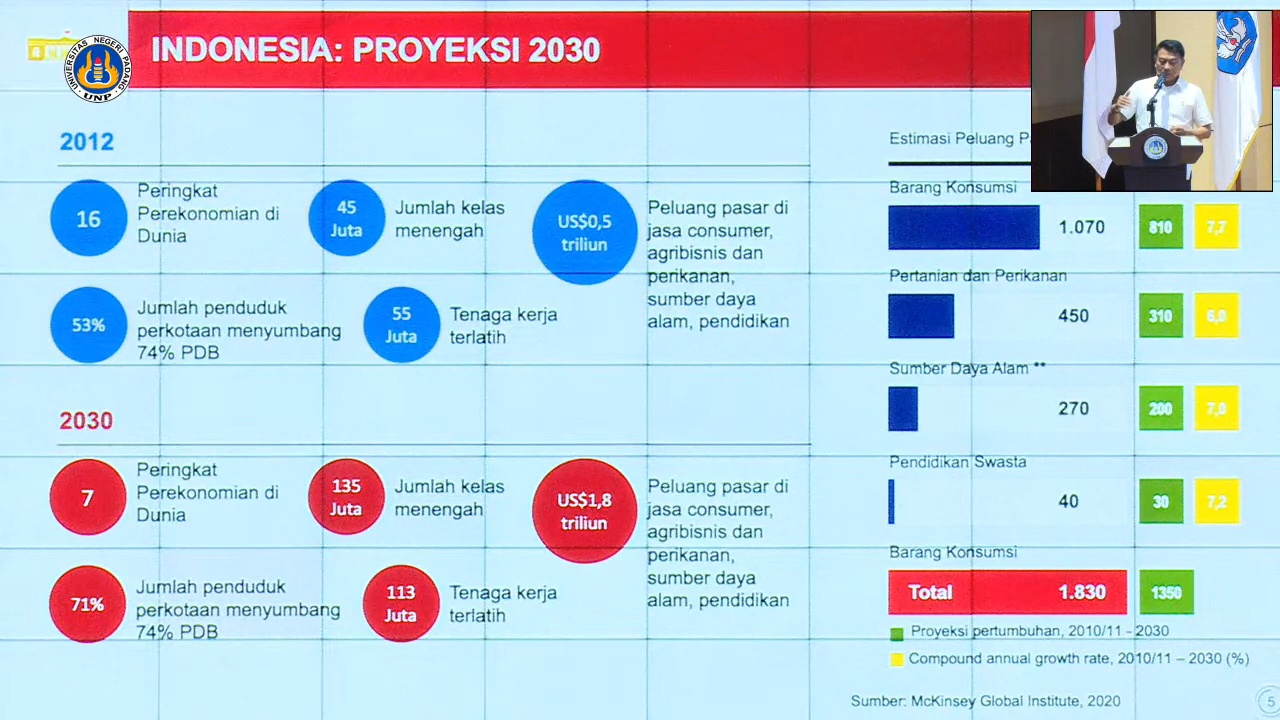 INDONESIA: PROYEKSI 2030
UNIVERSITAS NEGERI PADANG
UNP
2012
16
Peringkat
Perekonomian di
Dunia
45
Juta
Jumlah kelas
menengah
US$0,5
triliun
Peluang pasar di
jasa consumer,
agribisnis dan
perikanan,
sumber daya
alam, pendidikan
53%
Jumlah penduduk
perkotaan menyumbang
74% PDB
55
Juta
Tenaga kerja
terlatih
2030
7
Peringkat
Perekonomian di
Dunia
135
Juta
Jumlah kelas
menengah
US$1,8
triliun
Peluang pasar di
jasa consumer,
agribisnis dan
perikanan,
sumber daya
alam, pendidikan
71%
Jumlah penduduk
perkotaan menyumbang
74% PDB
113
Juta
Tenaga kerja
terlatih
Estimasi Peluang
Barang Konsumsi
1.070 810 7,7
Pertanian dan Perikanan
450 310
Sumber Daya Alam **
270 200
Pendidikan Swasta
40 30 7,2
Barang Konsumsi
Total 1.830 1350
Proyeksi pertumbuhan, 2010/11 - 2030
Compound annual growth rate, 2010/11 – 2030 (%)
Sumber: McKinsey Global Institute, 2020
5